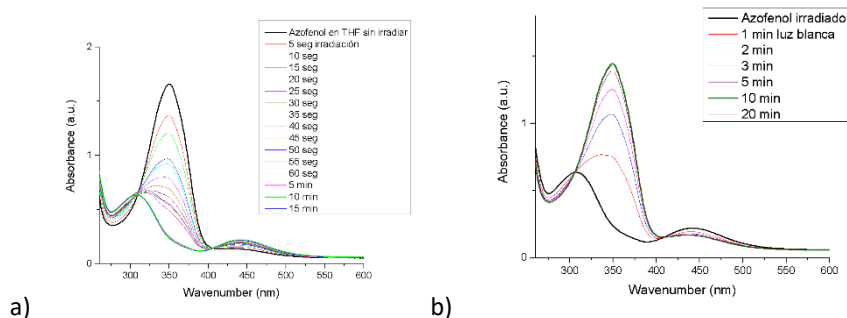 Azofenol en THF sin irradiar
5 seg irradiación
10 seg
15 seg
20 seg
25 seg
30 seg
35 seg
40 seg
45 seg
50 seg
55 seg
60 seg
5 min
10 min
15 min
2
1
0
Absorbance (a.u.)
300 350 400 450 500 550 600
Wavenumber (nm)
a)
Azofenol irradiado
1 min luz blanca
2 min
3 min
5 min
10 min
20 min
1
0
Absorbance (a.u.)
300 350 400 450 500 550 600
Wavenumber (nm)
b)